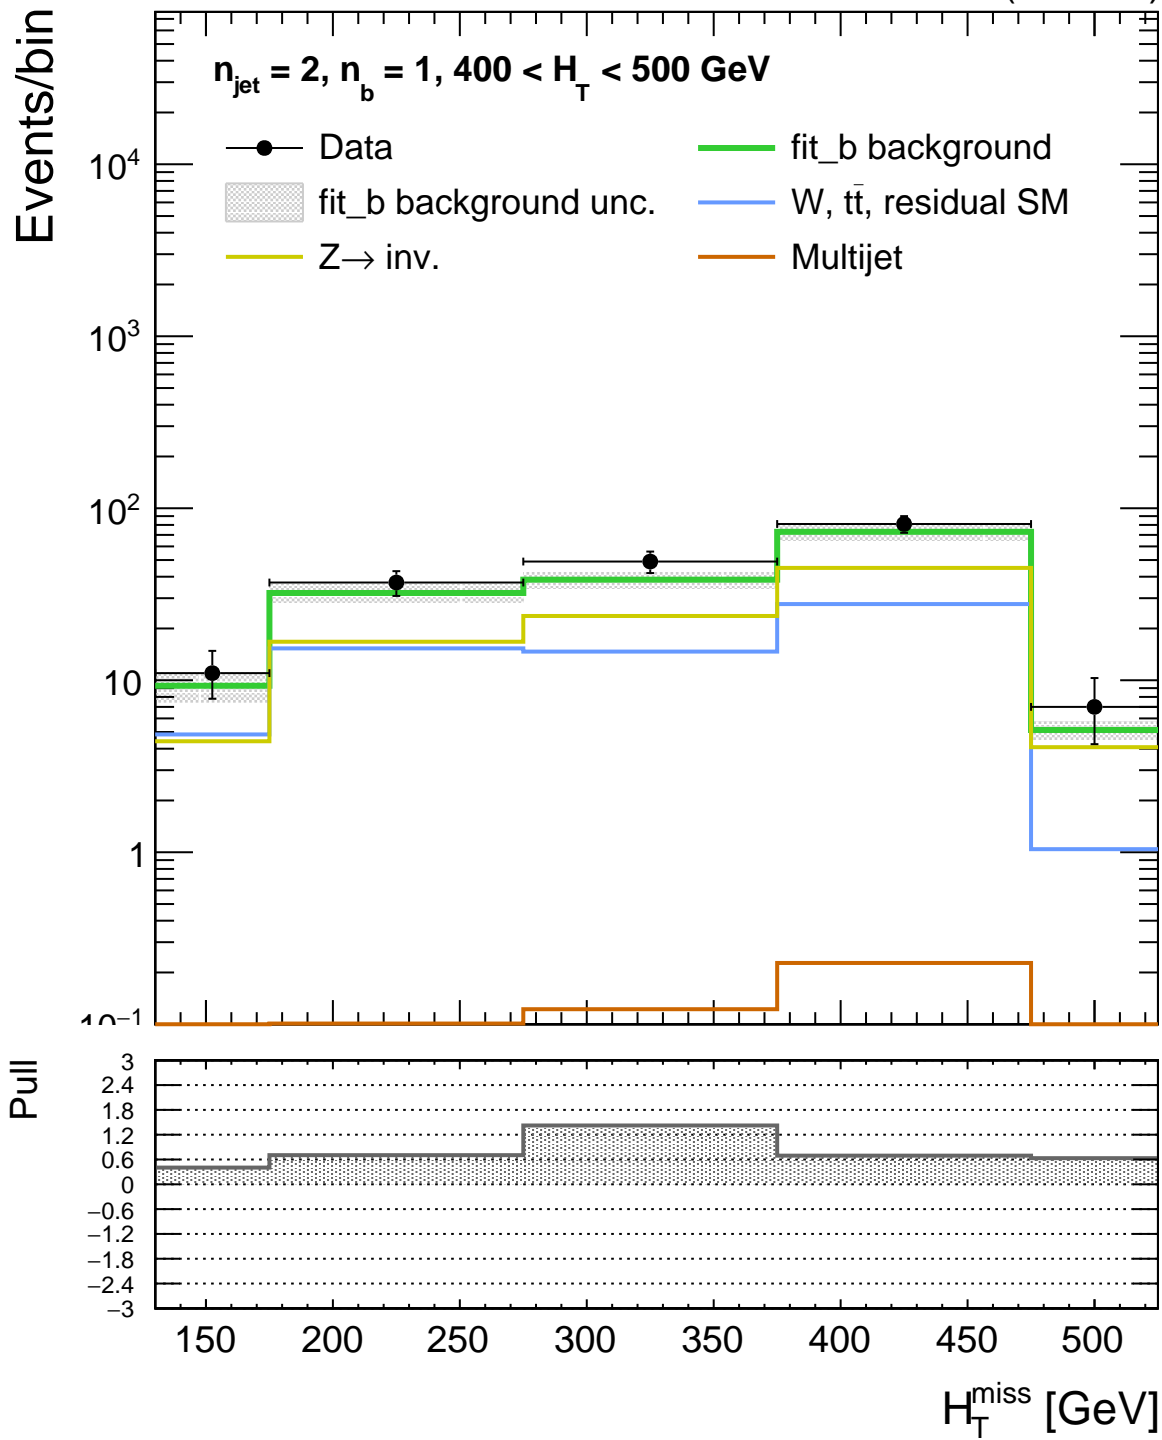 n_jet = 2, n_b = 1, 400 < H_T < 500 GeV
Data
fit_b background
fit_b background unc.
W, tt̄, residual SM
Z→ inv.
Multijet
Events/bin
10^4
10^3
10^2
10
1
10^−1
Pull
3
2.4
1.8
1.2
0.6
0
−0.6
−1.2
−1.8
−2.4
−3
150 200 250 300 350 400 450 500
H_T^miss [GeV]